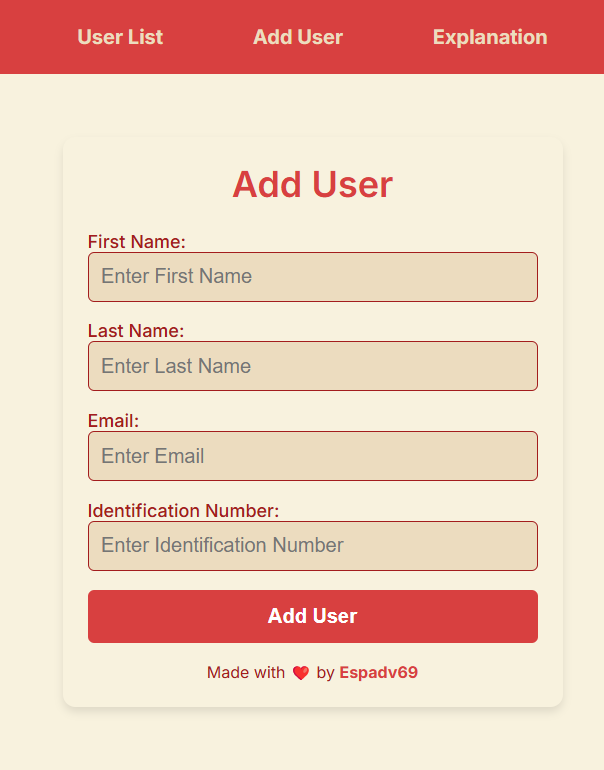 User List Add User Explanation
Add User
First Name:
Enter First Name
Last Name:
Enter Last Name
Email:
Enter Email
Identification Number:
Enter Identification Number
Add User
Made with ❤️ by Espadv69